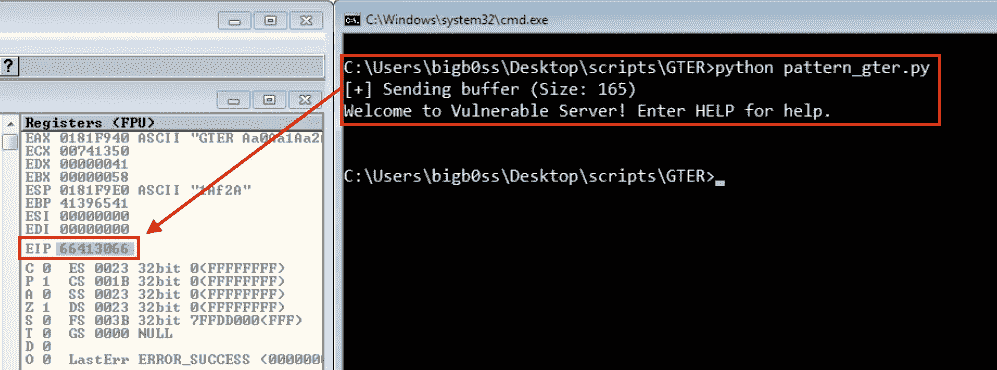 ?
Registers (FPU)
EAX 0181F940 ASCII "GTER Aa0Aa1Aa2
ECX 00741350
EDX 00000041
EBX 00000058
ESP 0181F9E0 ASCII "1Af2A"
EBP 41396541
ESI 00000000
EDI 00000000
EIP 66413066
C 0 ES 0023 32bit 0(FFFFFFFF)
P 1 CS 001B 32bit 0(FFFFFFFF)
A 0 SS 0023 32bit 0(FFFFFFFF)
Z 1 DS 0023 32bit 0(FFFFFFFF)
S 0 FS 003B 32bit 7FFDD000(FFF)
T 0 GS 0000 NULL
D 0
O 0 LastErr ERROR_SUCCESS (0000000
C:\Windows\system32\cmd.exe
C:\Users\bigb0ss\Desktop\scripts\GTER>python pattern_gter.py
[+] Sending buffer (Size: 165)
Welcome to Vulnerable Server! Enter HELP for help.
C:\Users\bigb0ss\Desktop\scripts\GTER>_